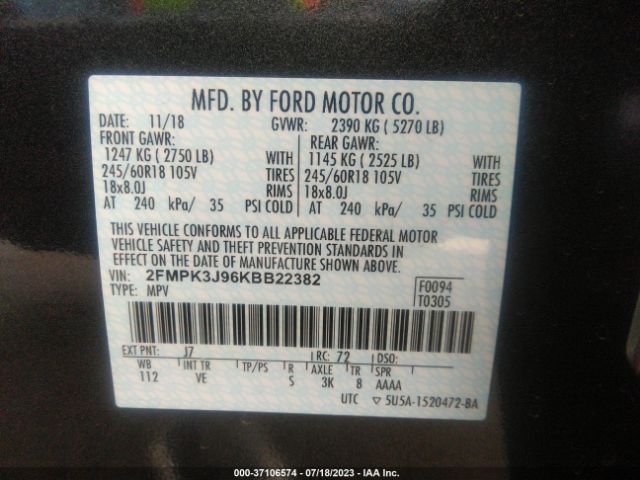 MFD. BY FORD MOTOR CO.
DATE: 11/18 GVWR: 2390 KG ( 5270 LB)
FRONT GAWR: REAR GAWR:
1247 KG ( 2750 LB) WITH 1145 KG ( 2525 LB) WITH
245/60R18 105V TIRES 245/60R18 105V TIRES
18x8.0J RIMS 18x8.0J RIMS
AT 240 kPa/ 35 PSI COLD AT 240 kPa/ 35 PSI COLD
THIS VEHICLE CONFORMS TO ALL APPLICABLE FEDERAL MOTOR
VEHICLE SAFETY AND THEFT PREVENTION STANDARDS IN
EFFECT ON THE DATE OF MANUFACTURE SHOWN ABOVE.
VIN: 2FMPK3J96KBB22382 F0094
TYPE: MPV T0305
EXT PNT: J7 RC: 72 DSO:
WB INT TR TP/PS R AXLE TR SPR
112 VE S 3K 8 AAAA
UTC ▽ 5U5A-1520472-BA
000-37106574 / 07/18/2023 - IAA Inc.